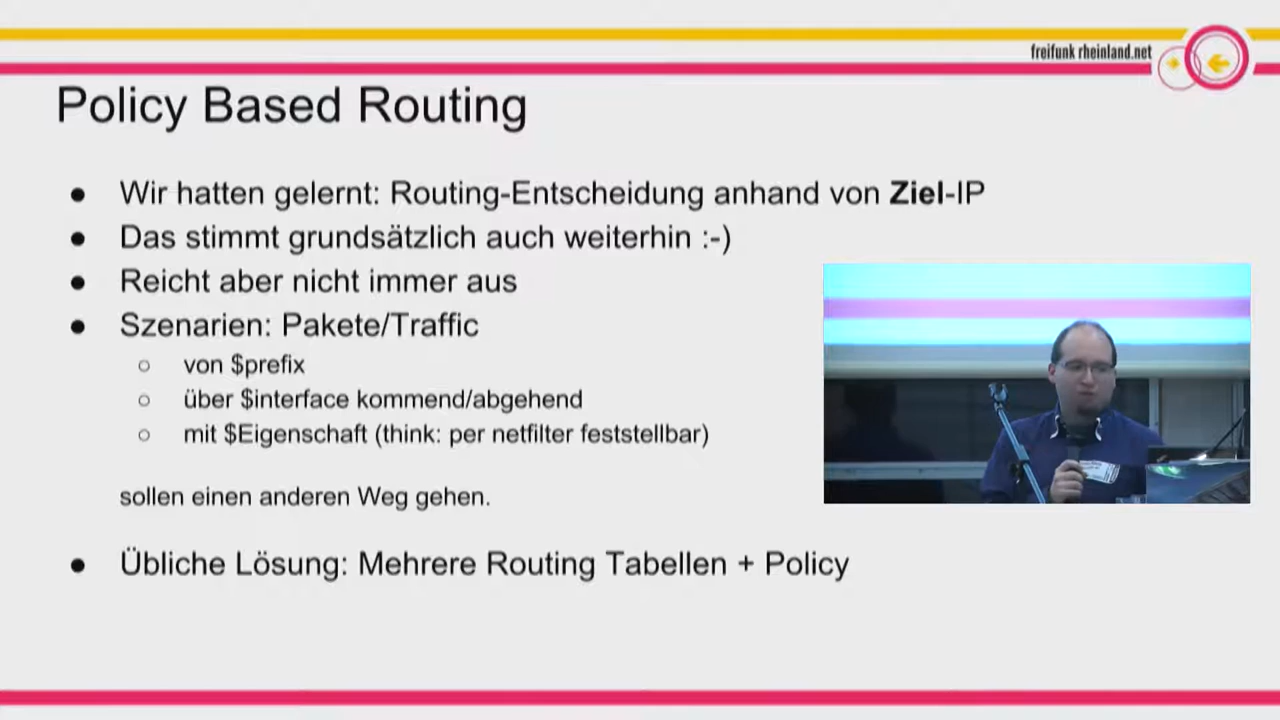 freifunk rheinland.net
Policy Based Routing
● Wir hatten gelernt: Routing-Entscheidung anhand von Ziel-IP
● Das stimmt grundsätzlich auch weiterhin :-)
● Reicht aber nicht immer aus
● Szenarien: Pakete/Traffic
○ von $prefix
○ über $interface kommend/abgehend
○ mit $Eigenschaft (think: per netfilter feststellbar)
sollen einen anderen Weg gehen.
● Übliche Lösung: Mehrere Routing Tabellen + Policy